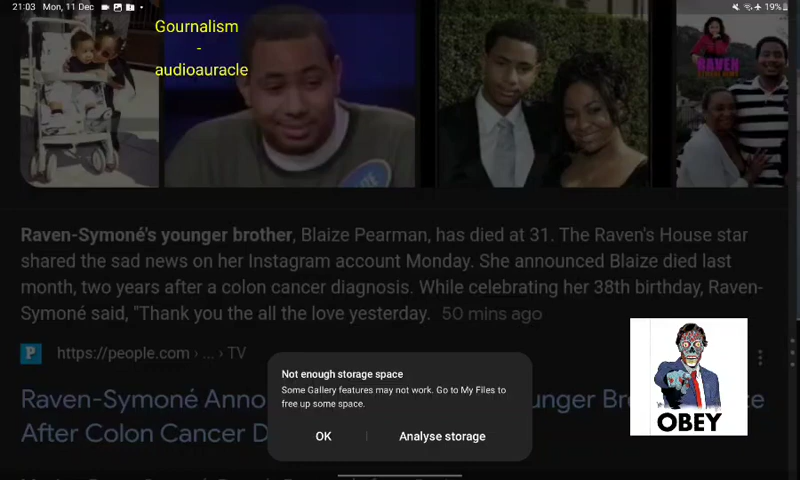 21:03 Mon, 11 Dec
19%
Gournalism
-
audioauracle
RAVEN
Raven-Symoné's younger brother, Blaize Pearman, has died at 31. The Raven's House star
shared the sad news on her Instagram account Monday. She announced Blaize died last
month, two years after a colon cancer diagnosis. While celebrating her 38th birthday, Raven-
Symoné said, "Thank you the all the love yesterday. 50 mins ago
P https://people.com › ... › TV
Not enough storage space
Some Gallery features may not work. Go to My Files to
free up some space.
OK
Analyse storage
Raven-Symoné Anno
unger Br
After Colon Cancer D
OBEY